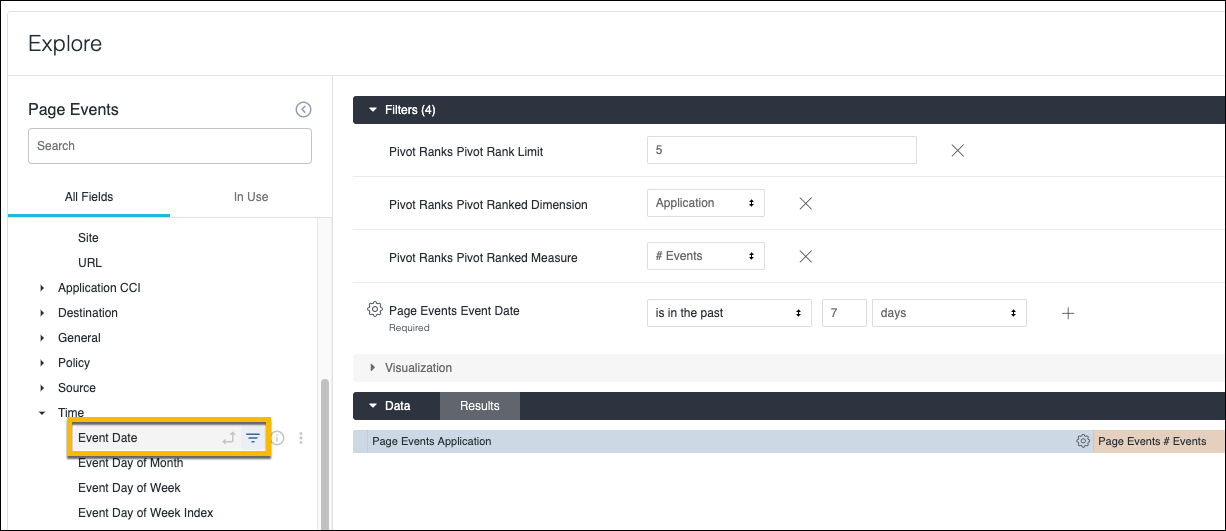 Explore
Page Events
Search
All Fields In Use
Site
URL
Application CCI
Destination
General
Policy
Source
Time
Event Date
Event Day of Month
Event Day of Week
Event Day of Week Index
Filters (4)
Pivot Ranks Pivot Rank Limit 5
Pivot Ranks Pivot Ranked Dimension Application
Pivot Ranks Pivot Ranked Measure # Events
Page Events Event Date is in the past 7 days
Required
Visualization
Data Results
Page Events Application Page Events # Events